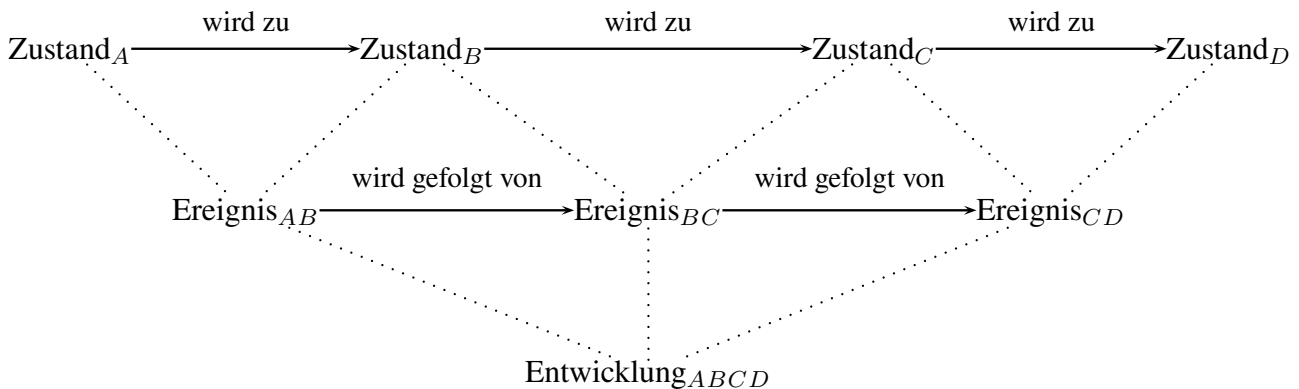 wird zu wird zu wird zu
Zustand_A Zustand_B Zustand_C Zustand_D
wird gefolgt von wird gefolgt von
Ereignis_AB Ereignis_BC Ereignis_CD
Entwicklung_ABCD